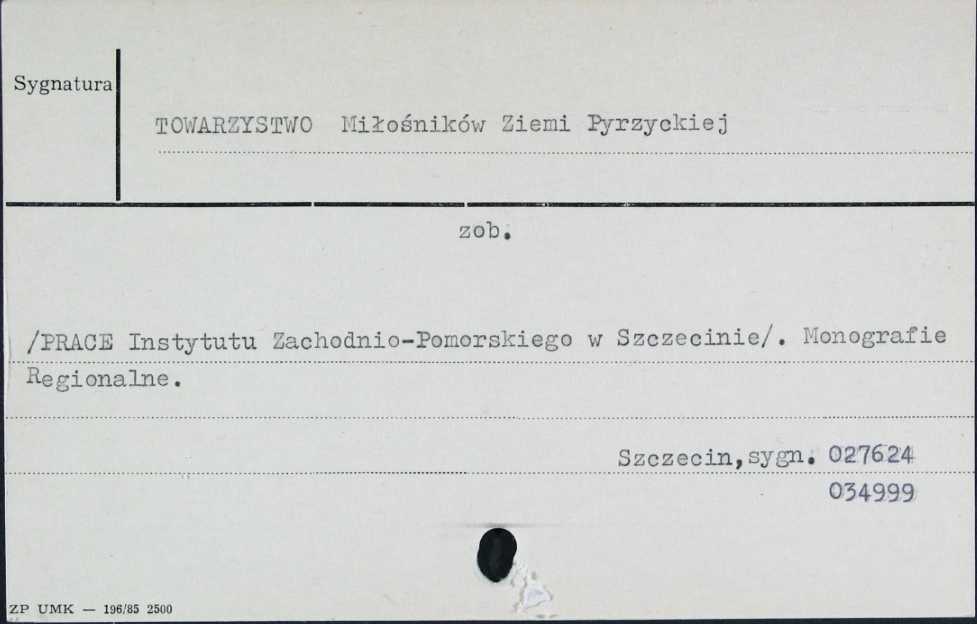 Sygnatura
TOWARZYSTWO Miłośników Ziemi Pyrzyckiej
zob.
/PRACE Instytutu Zachodnio-Pomorskiego w Szczecinie/. Monografie
Regionalne.
Szczecin, sygn. 027624
034999
ZP UMK — 196/85 2500